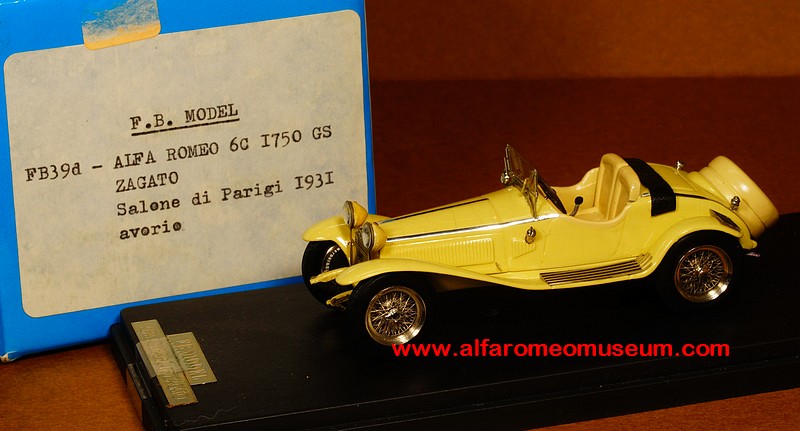 F.B. MODEL
FB39d - ALFA ROMEO 6C I750 GS
ZAGATO
Salone di Parigi I93I
avorio
www.alfaromeomuseum.com